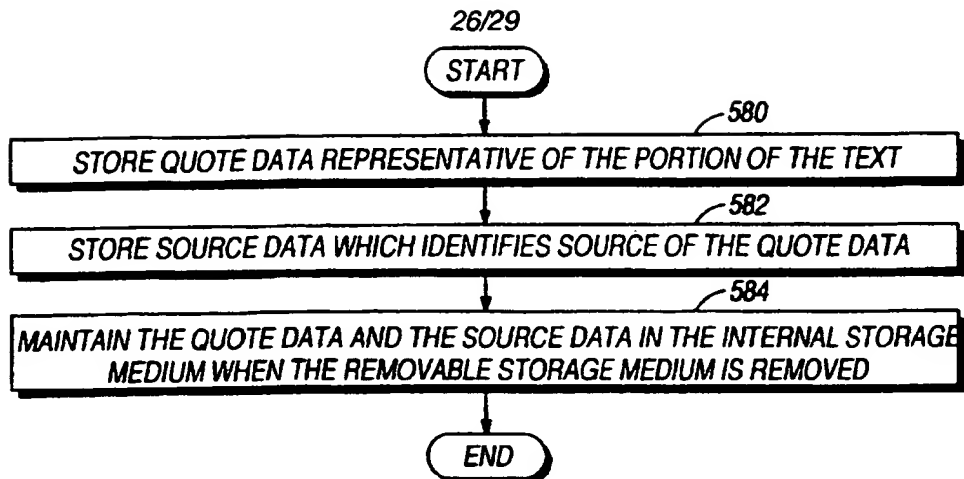 26/29
START
580
STORE QUOTE DATA REPRESENTATIVE OF THE PORTION OF THE TEXT
582
STORE SOURCE DATA WHICH IDENTIFIES SOURCE OF THE QUOTE DATA
584
MAINTAIN THE QUOTE DATA AND THE SOURCE DATA IN THE INTERNAL STORAGE
MEDIUM WHEN THE REMOVABLE STORAGE MEDIUM IS REMOVED
END